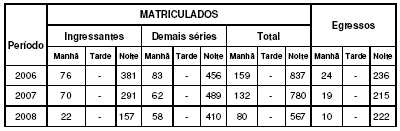 MATRICULADOS
Período Ingressantes Demais séries Total Egressos
Manhã Tarde Noite Manhã Tarde Noite Manhã Tarde Noite Manhã Tarde Noite
2006 76 - 381 83 - 456 159 - 837 24 - 236
2007 70 - 291 62 - 489 132 - 780 19 - 215
2008 22 - 157 58 - 410 80 - 567 10 - 222